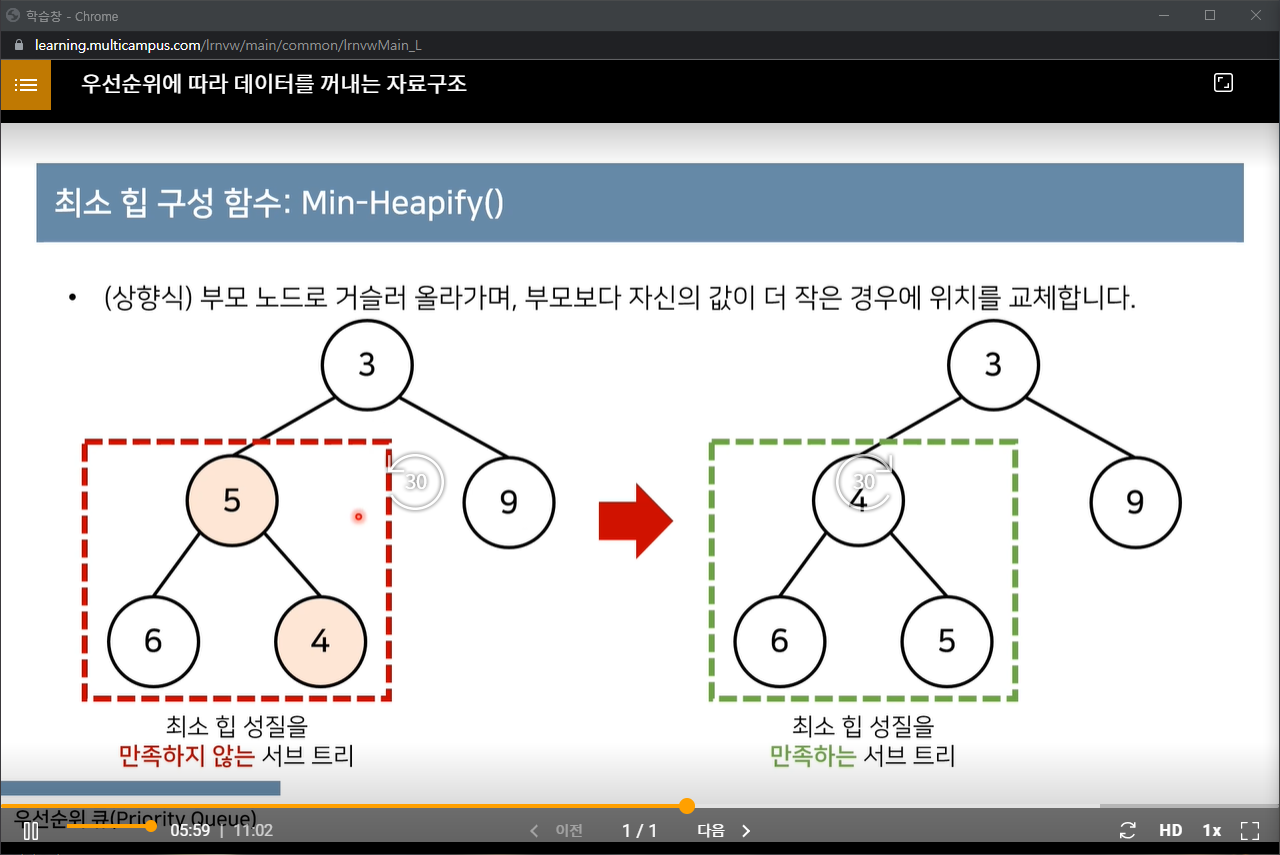 학습창 - Chrome
learning.multicampus.com/lrnvw/main/common/lrnvwMain_L
우선순위에 따라 데이터를 꺼내는 자료구조
최소 힙 구성 함수: Min-Heapify()
• (상향식) 부모 노드로 거슬러 올라가며, 부모보다 자신의 값이 더 작은 경우에 위치를 교체합니다.
3
3
5
30
9
4
30
9
6
4
6
5
최소 힙 성질을
만족하지 않는 서브 트리
최소 힙 성질을
만족하는 서브 트리
우선순위 큐(Priority Queue)
05:59 | 11:02
이전
1 / 1
다음
HD
1x